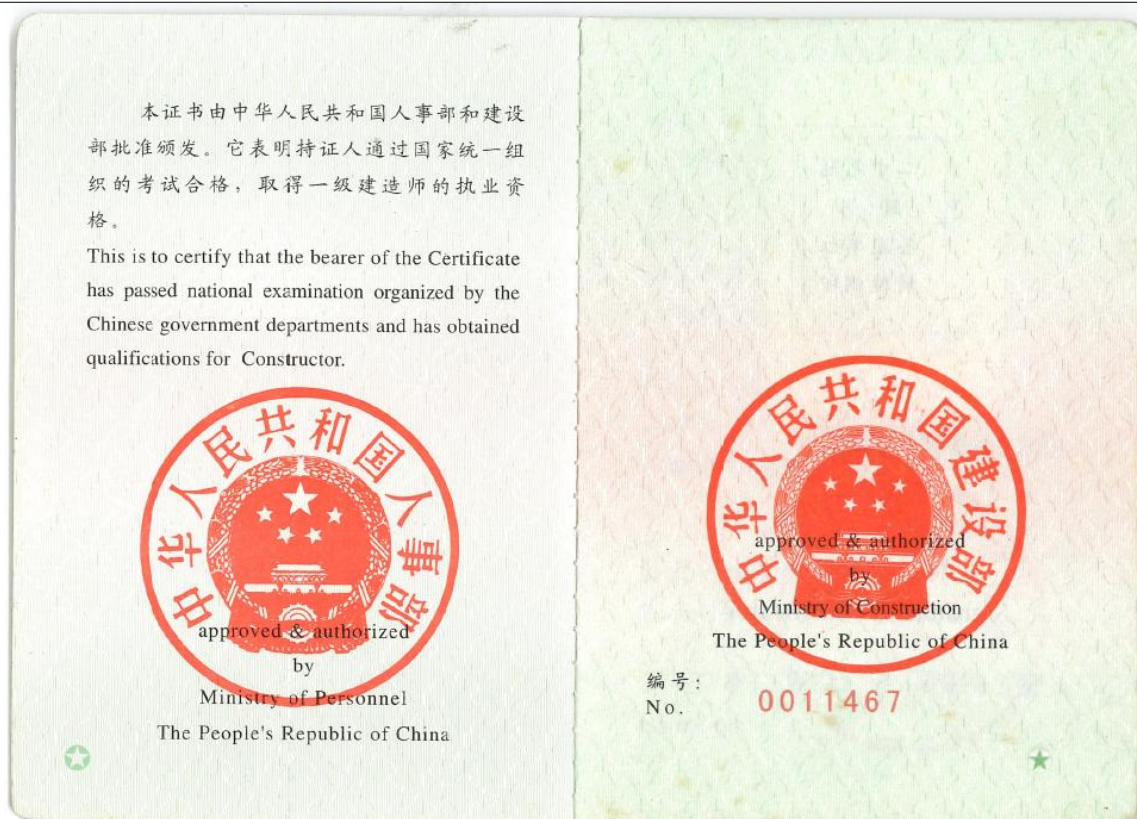 本证书由中华人民共和国人事部和建设
部批准颁发。它表明持证人通过国家统一组
织的考试合格，取得一级建造师的执业资
格。
This is to certify that the bearer of the Certificate
has passed national examination organized by the
Chinese government departments and has obtained
qualifications for Constructor.
中华人民共和国人事部
approved & authorized
by
Ministry of Personnel
The People's Republic of China
中华人民共和国建设部
approved & authorized
by
Ministry of Construction
The People's Republic of China
编号:
No. 0011467